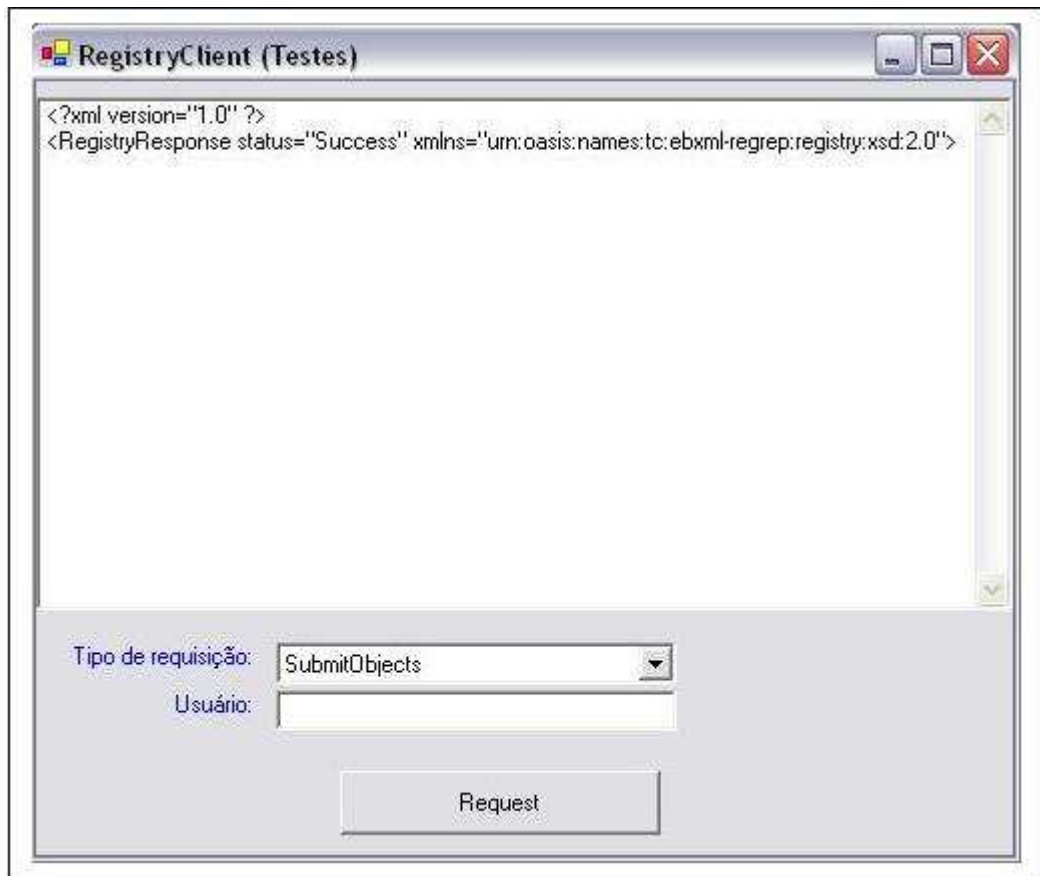 RegistryClient (Testes)
<?xml version="1.0" ?>
<RegistryResponse status="Success" xmlns="urn:oasis:names:tc:ebxml-regrep:registry:xsd:2.0">
Tipo de requisição: SubmitObjects
Usuário:
Request